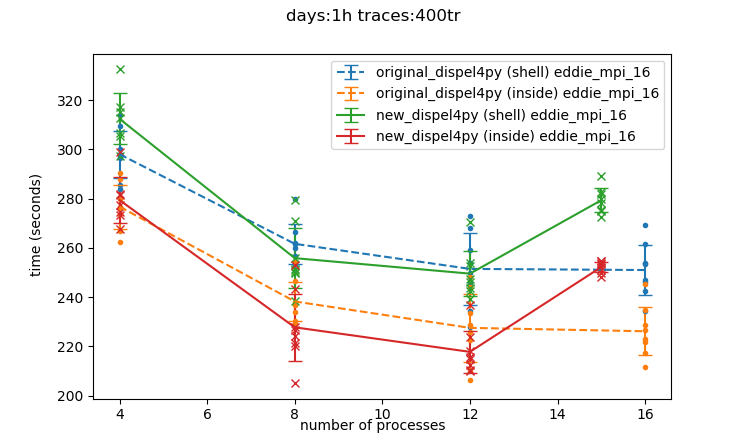 days:1h traces:400tr
original_dispel4py (shell) eddie_mpi_16
original_dispel4py (inside) eddie_mpi_16
new_dispel4py (shell) eddie_mpi_16
new_dispel4py (inside) eddie_mpi_16
time (seconds)
320
300
280
260
240
220
200
4 6 8 10 12 14 16
number of processes